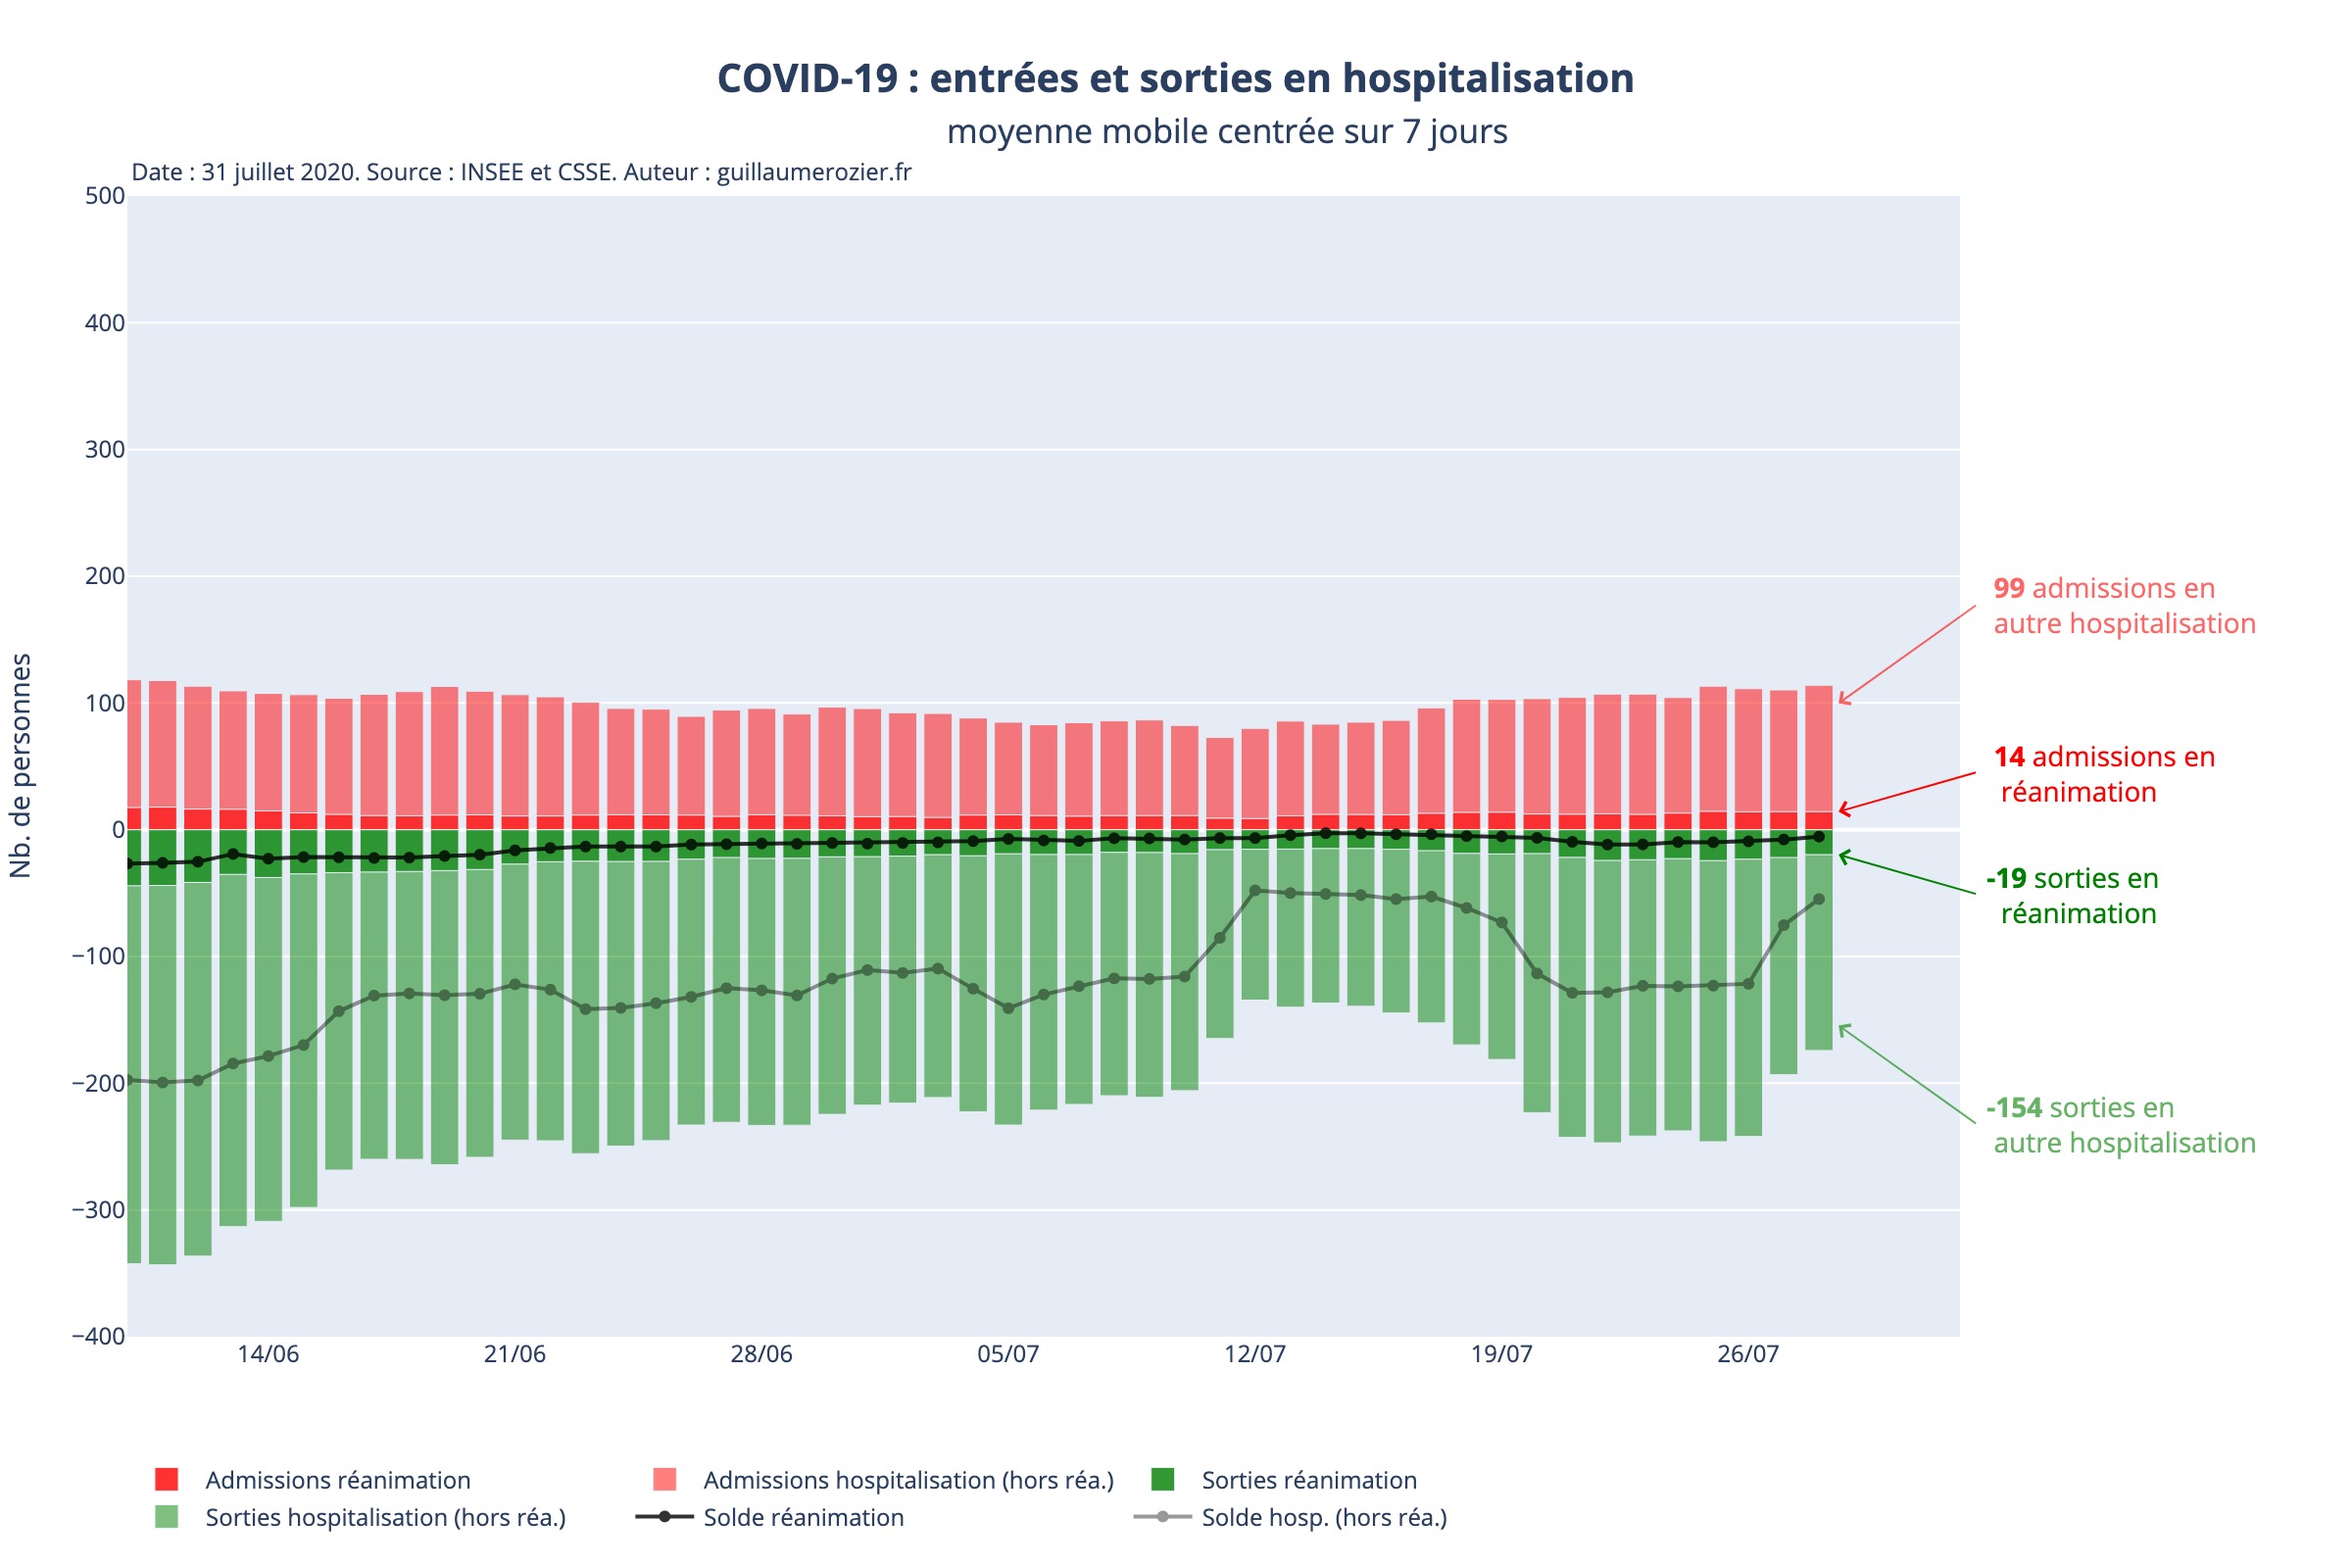 COVID-19 : entrées et sorties en hospitalisation
moyenne mobile centrée sur 7 jours
Date : 31 juillet 2020. Source : INSEE et CSSE. Auteur : guillaumerozier.fr
Nb. de personnes
500
400
300
200
100
0
−100
−200
−300
−400
14/06
21/06
28/06
05/07
12/07
19/07
26/07
99 admissions en
autre hospitalisation
14 admissions en
réanimation
-19 sorties en
réanimation
-154 sorties en
autre hospitalisation
Admissions réanimation
Admissions hospitalisation (hors réa.)
Sorties réanimation
Sorties hospitalisation (hors réa.)
Solde réanimation
Solde hosp. (hors réa.)